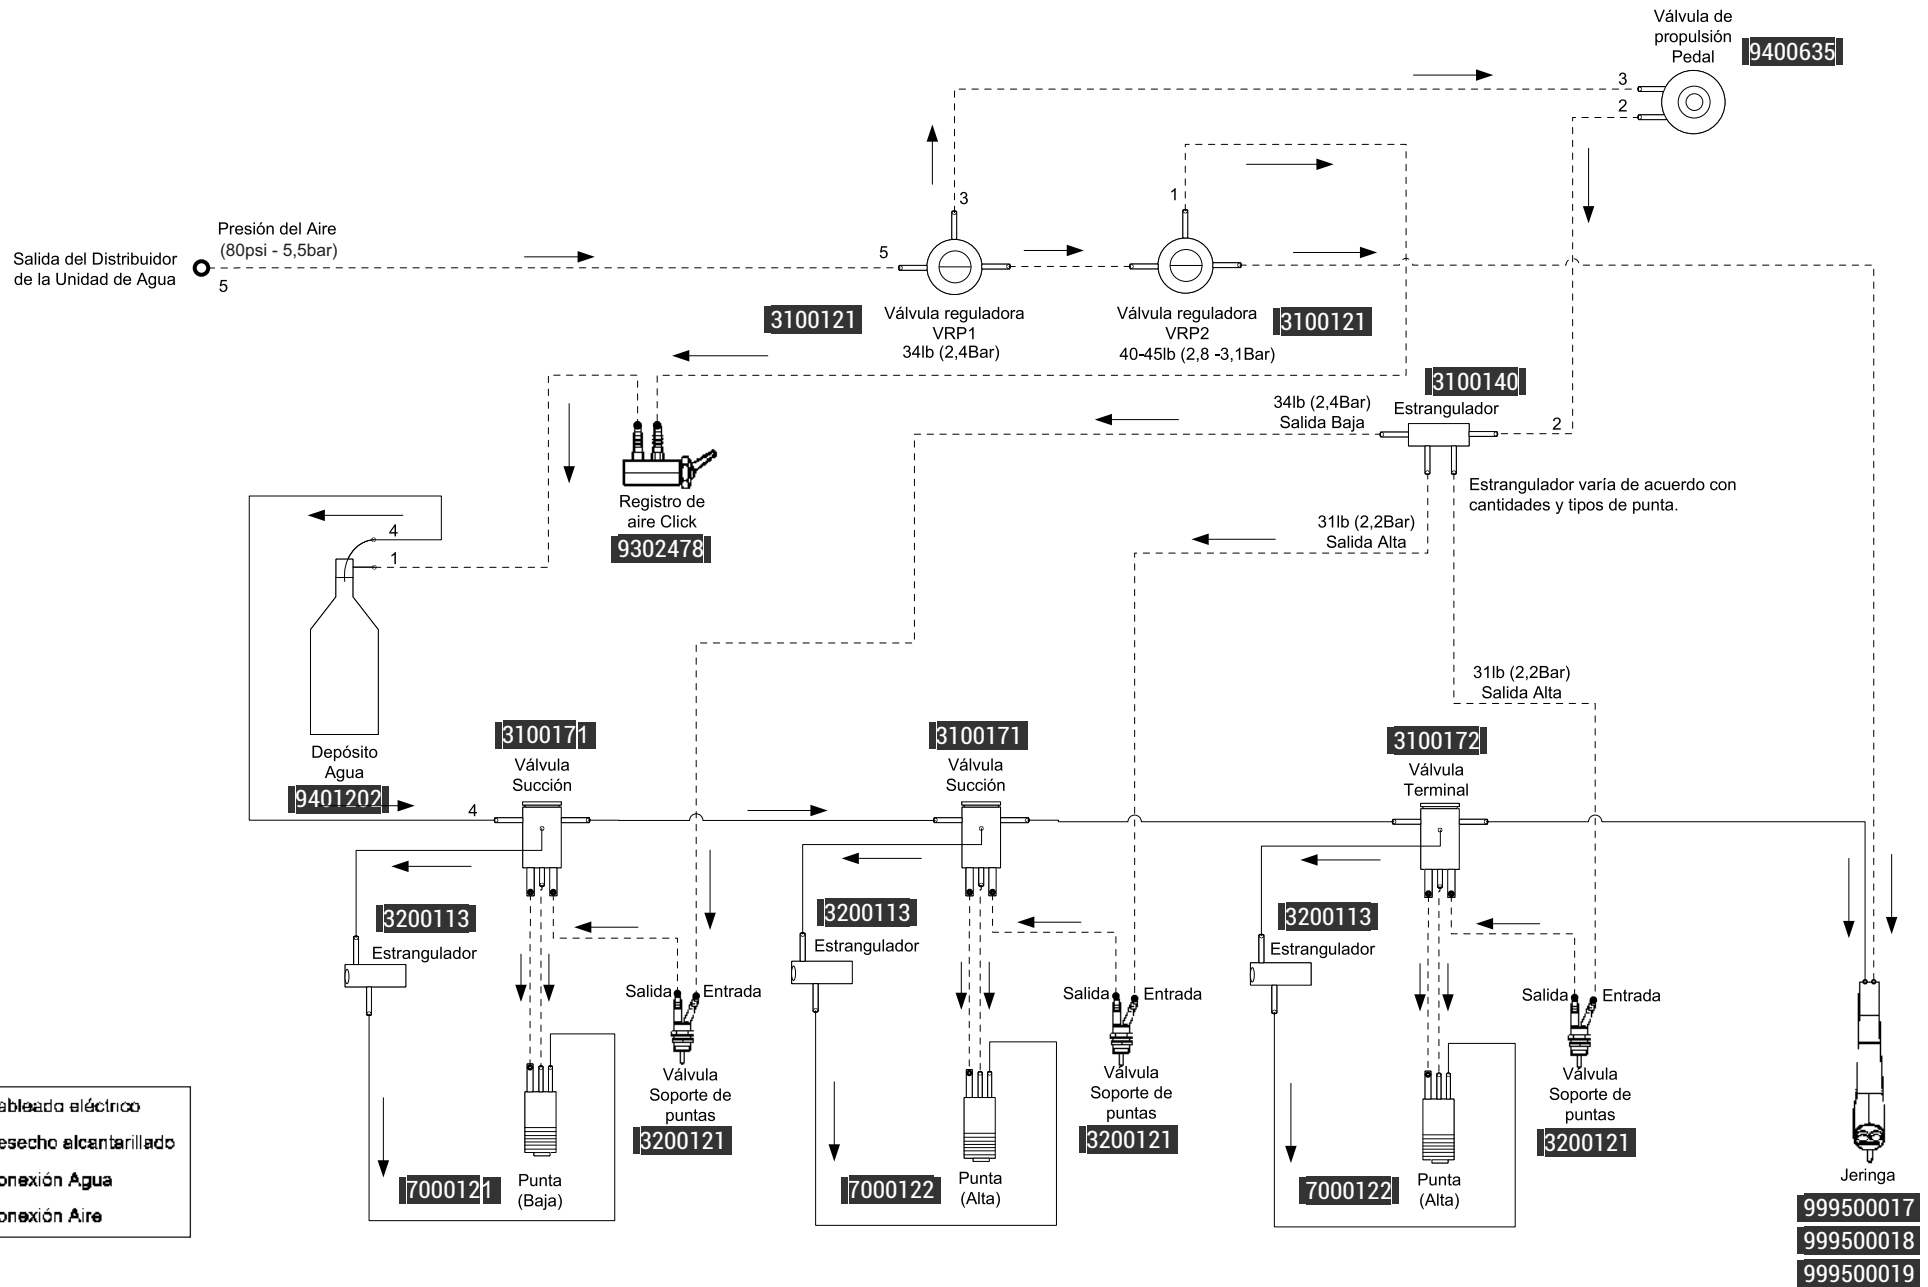 Válvula de
propulsión
Pedal
9400635
3
2
1
3
Presión del Aire
(80psi - 5,5bar)
Salida del Distribuidor
de la Unidad de Agua
5
5
3100121
Válvula reguladora
VRP1
34lb (2,4Bar)
Válvula reguladora
VRP2
40-45lb (2,8 -3,1Bar)
3100121
3100140
34lb (2,4Bar)
Salida Baja
Estrangulador
2
Estrangulador varía de acuerdo con
cantidades y tipos de punta.
31lb (2,2Bar)
Salida Alta
Registro de
aire Click
9302478
4
1
31lb (2,2Bar)
Salida Alta
Depósito
Agua
9401202
4
3100171
Válvula
Succión
3100171
Válvula
Succión
3100172
Válvula
Terminal
3200113
Estrangulador
3200113
Estrangulador
3200113
Estrangulador
Salida
Entrada
Salida
Entrada
Salida
Entrada
Válvula
Soporte de
puntas
3200121
Válvula
Soporte de
puntas
3200121
Válvula
Soporte de
puntas
3200121
7000121
Punta
(Baja)
7000122
Punta
(Alta)
7000122
Punta
(Alta)
Jeringa
999500017
999500018
999500019
ableado eléctrico
esecho alcantarillado
onexión Agua
onexión Aire